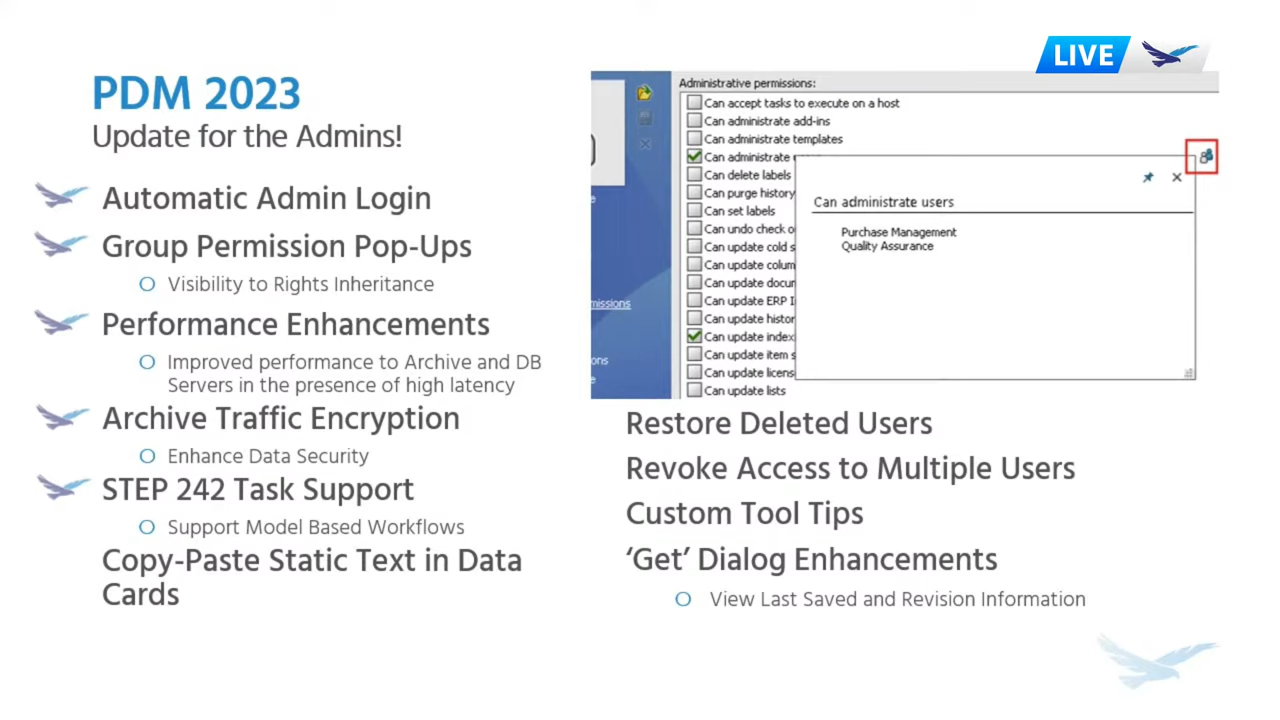 LIVE
PDM 2023
Update for the Admins!
Automatic Admin Login
Group Permission Pop-Ups
O Visibility to Rights Inheritance
Performance Enhancements
O Improved performance to Archive and DB
Servers in the presence of high latency
Archive Traffic Encryption
O Enhance Data Security
STEP 242 Task Support
O Support Model Based Workflows
Copy-Paste Static Text in Data
Cards
Administrative permissions:
Can accept tasks to execute on a host
Can administrate add-ins
Can administrate templates
Can administrate
Can delete labels
Can purge history
Can set labels
Can undo check o
Can update cold s
Can update colum
Can update docu
Can update ERP I
Can update histor
Can update index
Can update item s
Can update licens
Can update lists
missions
ons
e
e
Can administrate users
Purchase Management
Quality Assurance
Restore Deleted Users
Revoke Access to Multiple Users
Custom Tool Tips
‘Get’ Dialog Enhancements
O View Last Saved and Revision Information